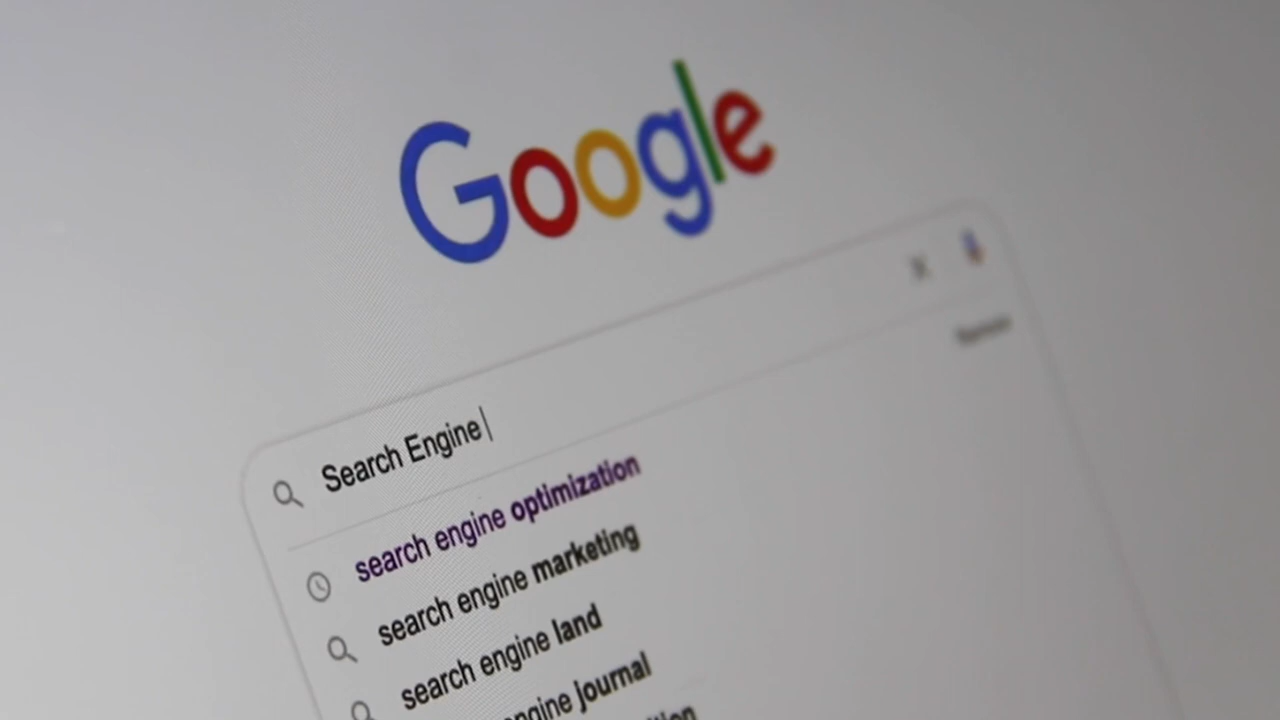 Google
Search Engine
search engine optimization
search engine marketing
search engine land
engine journal